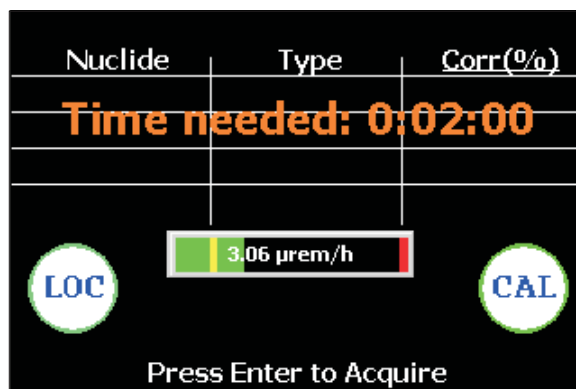 Nuclide Type Corr(%)
Time needed: 0:02:00
3.06 µrem/h
LOC CAL
Press Enter to Acquire